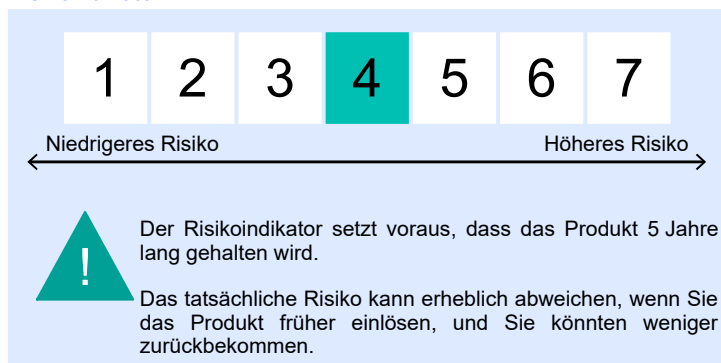 1 2 3 4 5 6 7
Niedrigeres Risiko Höheres Risiko
!
Der Risikoindikator setzt voraus, dass das Produkt 5 Jahre
lang gehalten wird.
Das tatsächliche Risiko kann erheblich abweichen, wenn Sie
das Produkt früher einlösen, und Sie könnten weniger
zurückbekommen.